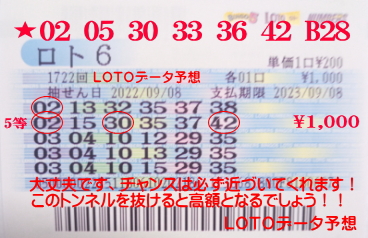 ★02 05 30 33 36 42 B28
ロト6
単価1口¥200
1722回 LOTOデータ予想 各01口 ¥1,000
抽せん日 2022/09/08 支払期限 2023/09/08
02 13 32 35 37 38
5等 02 15 30 35 37 42 ¥1,000
03 04 10 12 29 35
03 04 10 12 29 35
03 04 10 15 29 35
大丈夫です、チャンスは必ず近づいてくれます！
このトンネルを抜けると高額となるでしょう！！
LOTOデータ予想